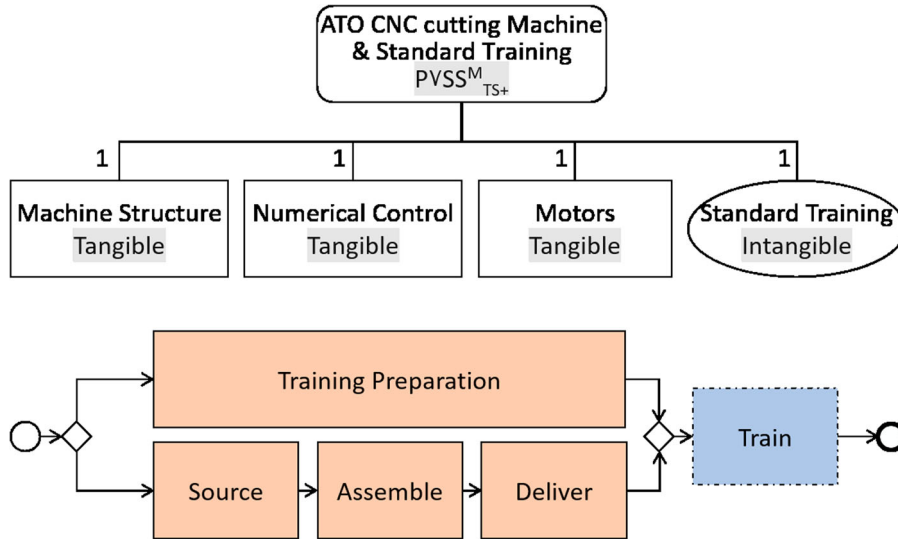 ATO CNC cutting Machine
& Standard Training
PVSSᴹTS+
1
1
1
1
Machine Structure
Tangible
Numerical Control
Tangible
Motors
Tangible
Standard Training
Intangible
Training Preparation
Source
Assemble
Deliver
Train